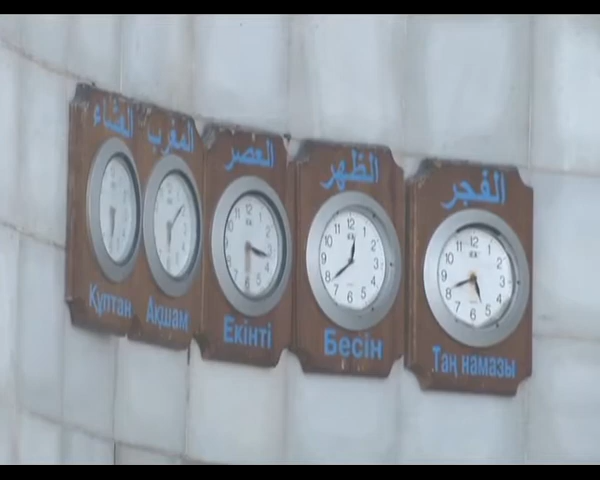 العشاء
المغرب
العصر
الظهر
الفجر
Құптан
Ақшам
Екінті
Бесін
Таң намазы